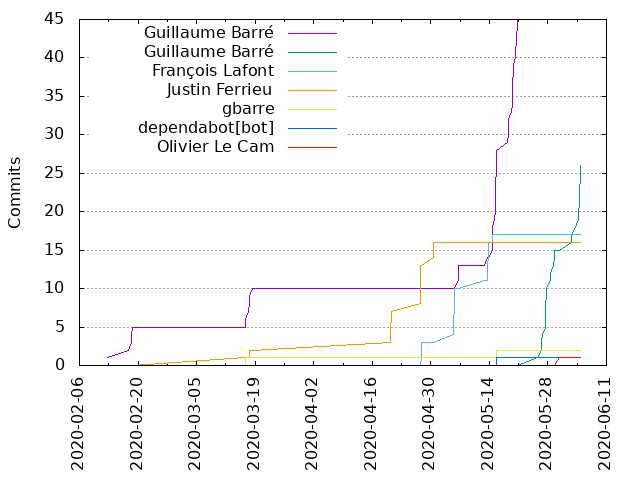 45
40
35
30
25
20
15
10
5
0
Commits
Guillaume Barré
Guillaume Barré
François Lafont
Justin Ferrieu
gbarre
dependabot[bot]
Olivier Le Cam
2020-02-06
2020-02-20
2020-03-05
2020-03-19
2020-04-02
2020-04-16
2020-04-30
2020-05-14
2020-05-28
2020-06-11